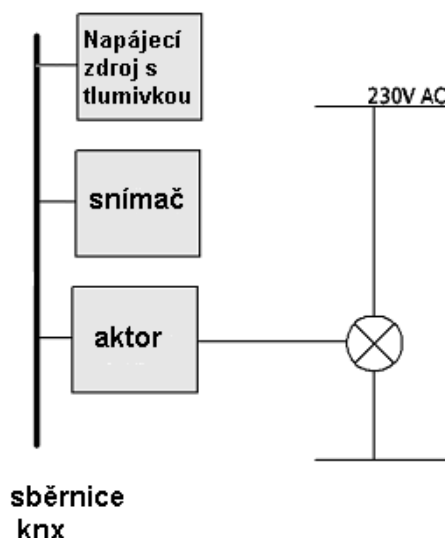 Napájecí
zdroj s
tlumivkou
230V AC
snímač
aktor
sběrnice
knx